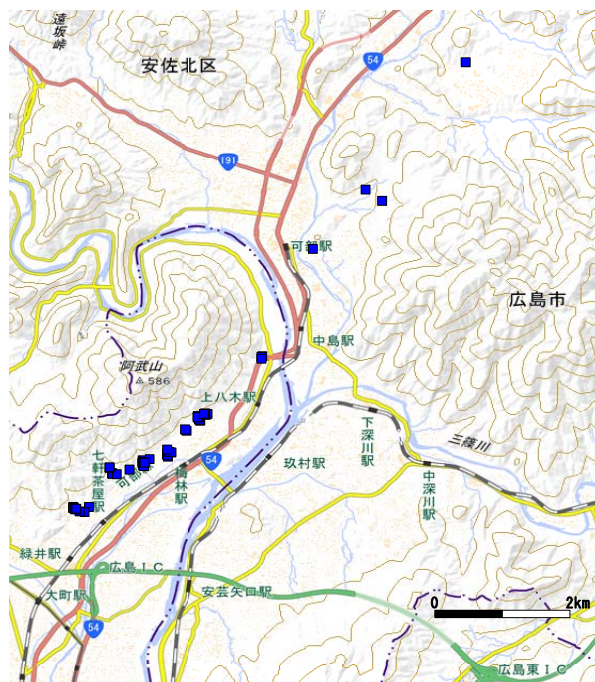 遠坂峠
安佐北区
54
191
可部駅
広島市
中島駅
阿武山
586
上八木駅
下深川駅
三篠川
玖村駅
七軒茶屋駅
可部
梅林駅
54
中深川駅
緑井駅
広島IC
大町駅
安芸矢口駅
0 2km
54
広島東IC